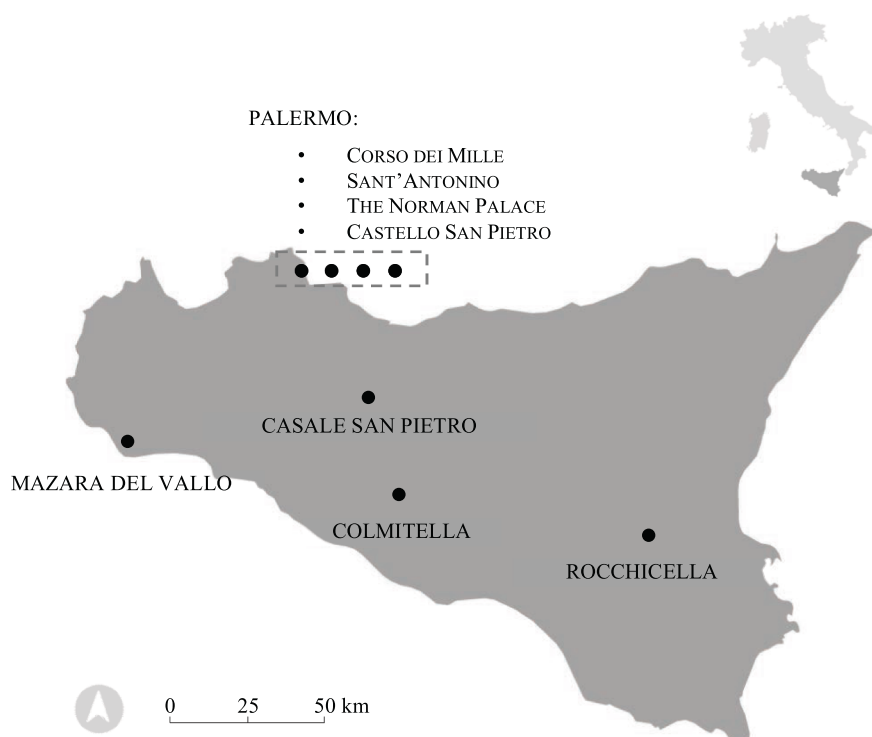 PALERMO:
• CORSO DEI MILLE
• SANT'ANTONINO
• THE NORMAN PALACE
• CASTELLO SAN PIETRO
CASALE SAN PIETRO
MAZARA DEL VALLO
COLMITELLA
ROCCHICELLA
0 25 50 km